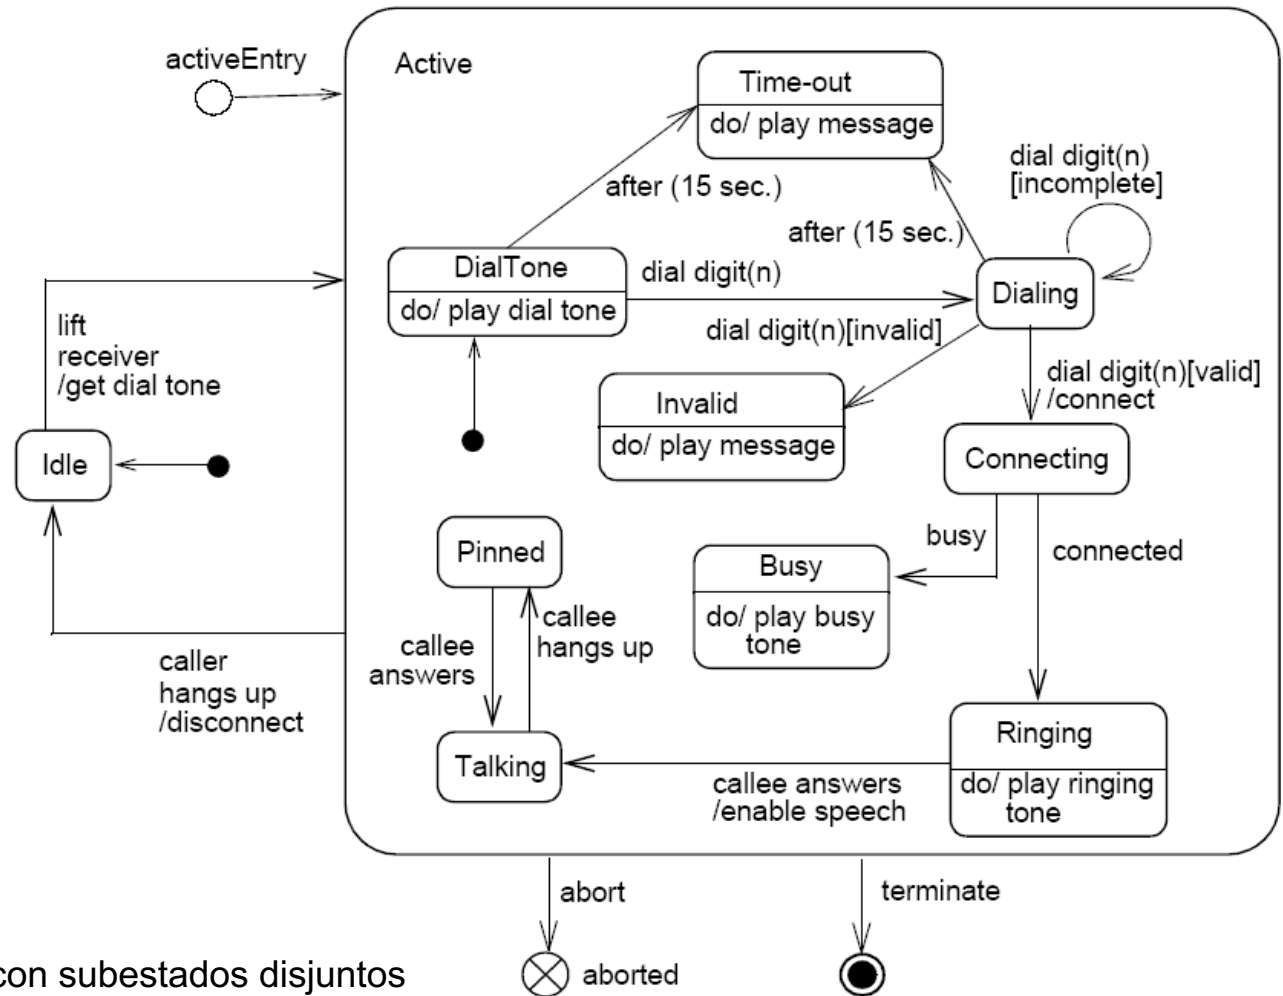 activeEntry
Active
Time-out
do/ play message
dial digit(n)
[incomplete]
after (15 sec.)
after (15 sec.)
DialTone
do/ play dial tone
dial digit(n)
Dialing
lift
receiver
/get dial tone
dial digit(n)[invalid]
dial digit(n)[valid]
/connect
Invalid
do/ play message
Idle
Connecting
Pinned
busy
connected
Busy
do/ play busy
tone
callee
hangs up
callee
answers
caller
hangs up
/disconnect
Talking
callee answers
/enable speech
Ringing
do/ play ringing
tone
abort
terminate
aborted
con subestados disjuntos